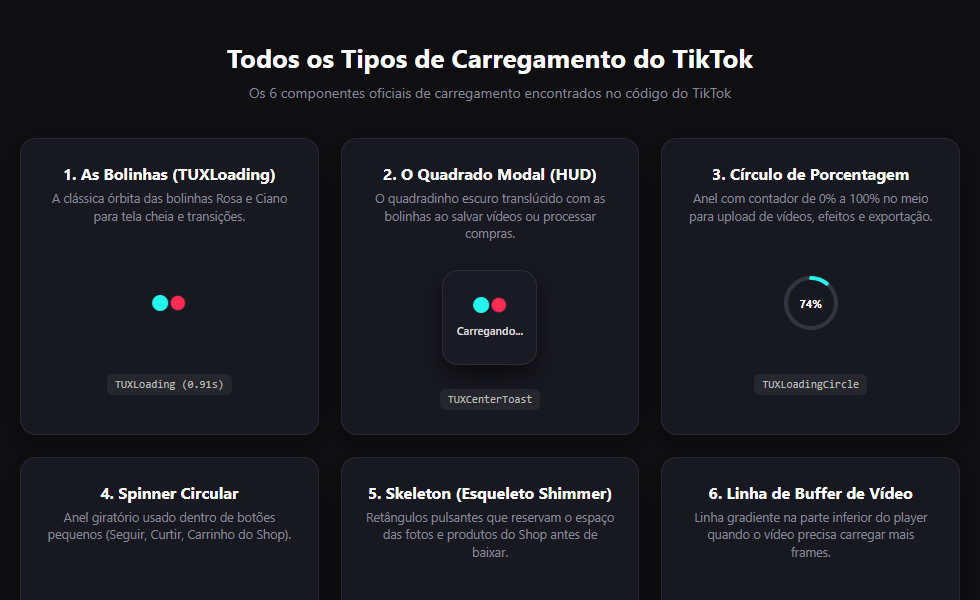 Todos os Tipos de Carregamento do TikTok
Os 6 componentes oficiais de carregamento encontrados no código do TikTok
1. As Bolinhas (TUXLoading)
A clássica órbita das bolinhas Rosa e Ciano
para tela cheia e transições.
TUXLoading (0.91s)
2. O Quadrado Modal (HUD)
O quadradinho escuro translúcido com as
bolinhas ao salvar vídeos ou processar
compras.
Carregando...
TUXCenterToast
3. Círculo de Porcentagem
Anel com contador de 0% a 100% no meio
para upload de vídeos, efeitos e exportação.
74%
TUXLoadingCircle
4. Spinner Circular
Anel giratório usado dentro de botões
pequenos (Seguir, Curtir, Carrinho do Shop).
5. Skeleton (Esqueleto Shimmer)
Retângulos pulsantes que reservam o espaço
das fotos e produtos do Shop antes de
baixar.
6. Linha de Buffer de Vídeo
Linha gradiente na parte inferior do player
quando o vídeo precisa carregar mais
frames.